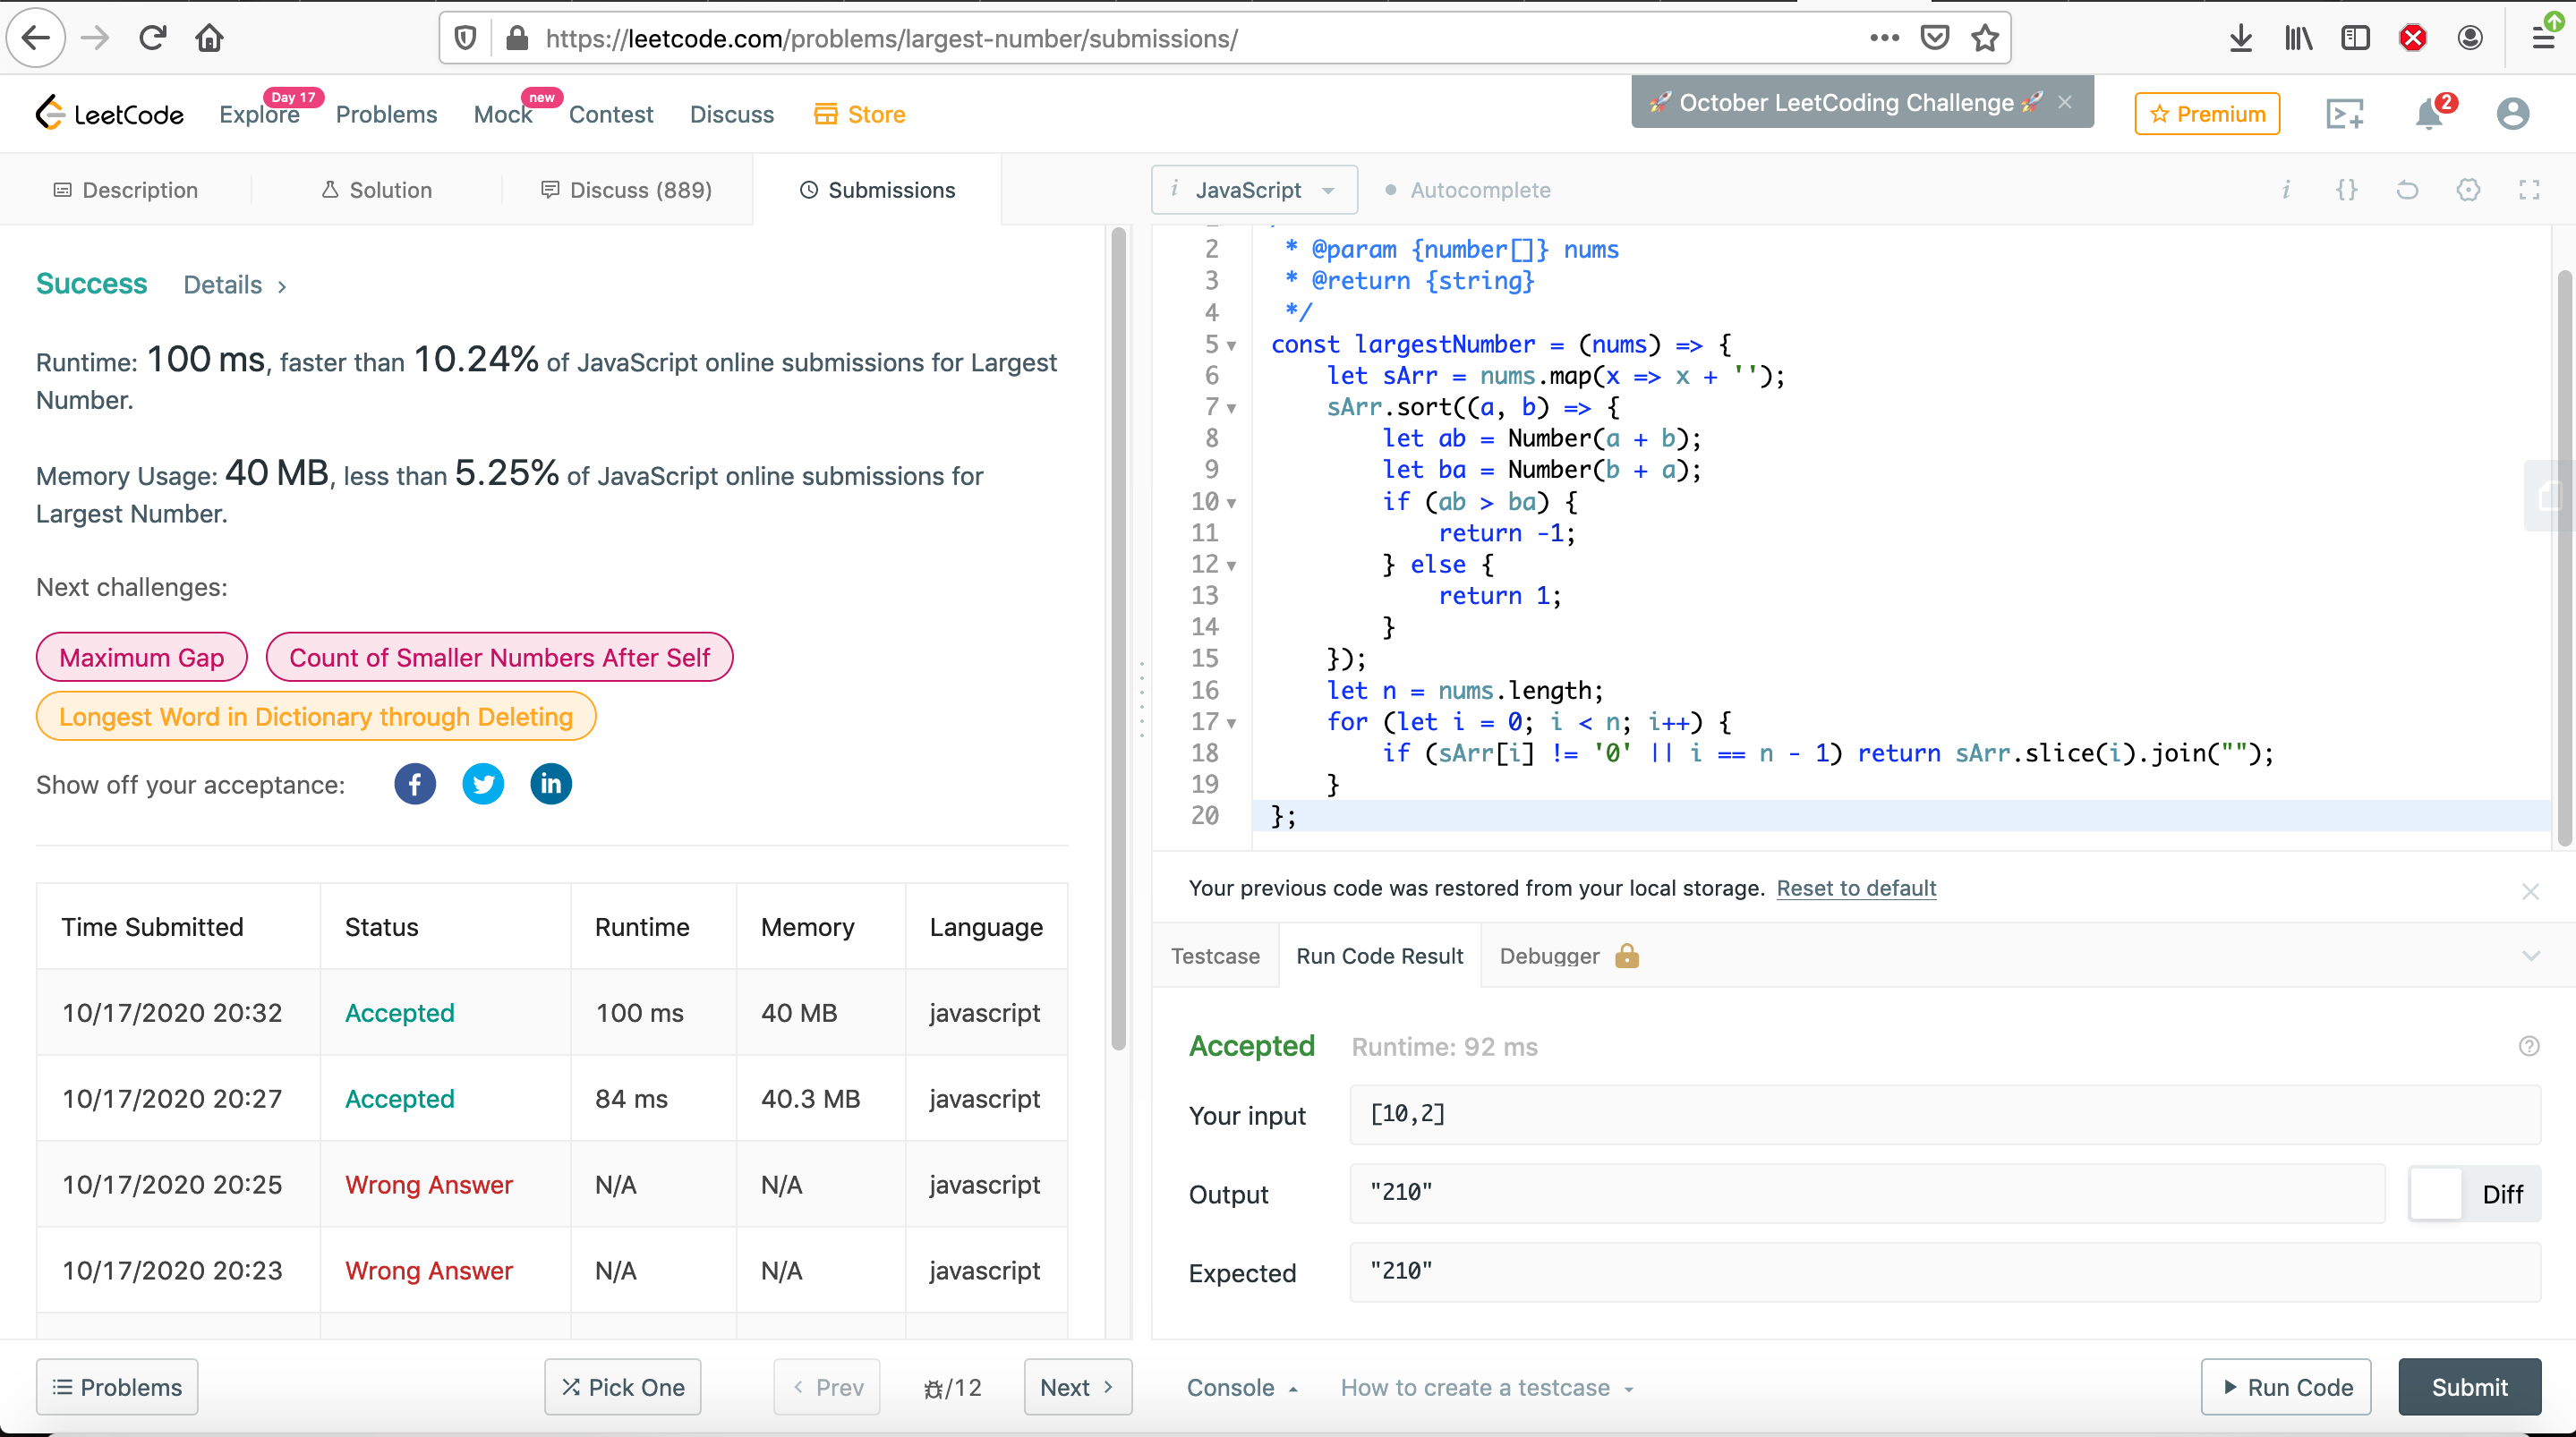 https://leetcode.com/problems/largest-number/submissions/
LeetCode
Explore
Day 17
Problems
Mock
new
Contest
Discuss
Store
🚀 October LeetCoding Challenge 🚀 ×
Premium
2
Description
Solution
Discuss (889)
Submissions
i JavaScript
Autocomplete
Success Details >
Runtime: 100 ms, faster than 10.24% of JavaScript online submissions for Largest
Number.
Memory Usage: 40 MB, less than 5.25% of JavaScript online submissions for
Largest Number.
Next challenges:
Maximum Gap
Count of Smaller Numbers After Self
Longest Word in Dictionary through Deleting
Show off your acceptance:
Time Submitted Status Runtime Memory Language
10/17/2020 20:32 Accepted 100 ms 40 MB javascript
10/17/2020 20:27 Accepted 84 ms 40.3 MB javascript
10/17/2020 20:25 Wrong Answer N/A N/A javascript
10/17/2020 20:23 Wrong Answer N/A N/A javascript
Problems
Pick One
< Prev
/12
Next >
2 * @param {number[]} nums
3 * @return {string}
4 */
5 const largestNumber = (nums) => {
6 let sArr = nums.map(x => x + '');
7 sArr.sort((a, b) => {
8 let ab = Number(a + b);
9 let ba = Number(b + a);
10 if (ab > ba) {
11 return -1;
12 } else {
13 return 1;
14 }
15 });
16 let n = nums.length;
17 for (let i = 0; i < n; i++) {
18 if (sArr[i] != '0' || i == n - 1) return sArr.slice(i).join("");
19 }
20 };
Your previous code was restored from your local storage. Reset to default
Testcase
Run Code Result
Debugger
Accepted Runtime: 92 ms
Your input [10,2]
Output "210"
Diff
Expected "210"
Console
How to create a testcase
Run Code
Submit